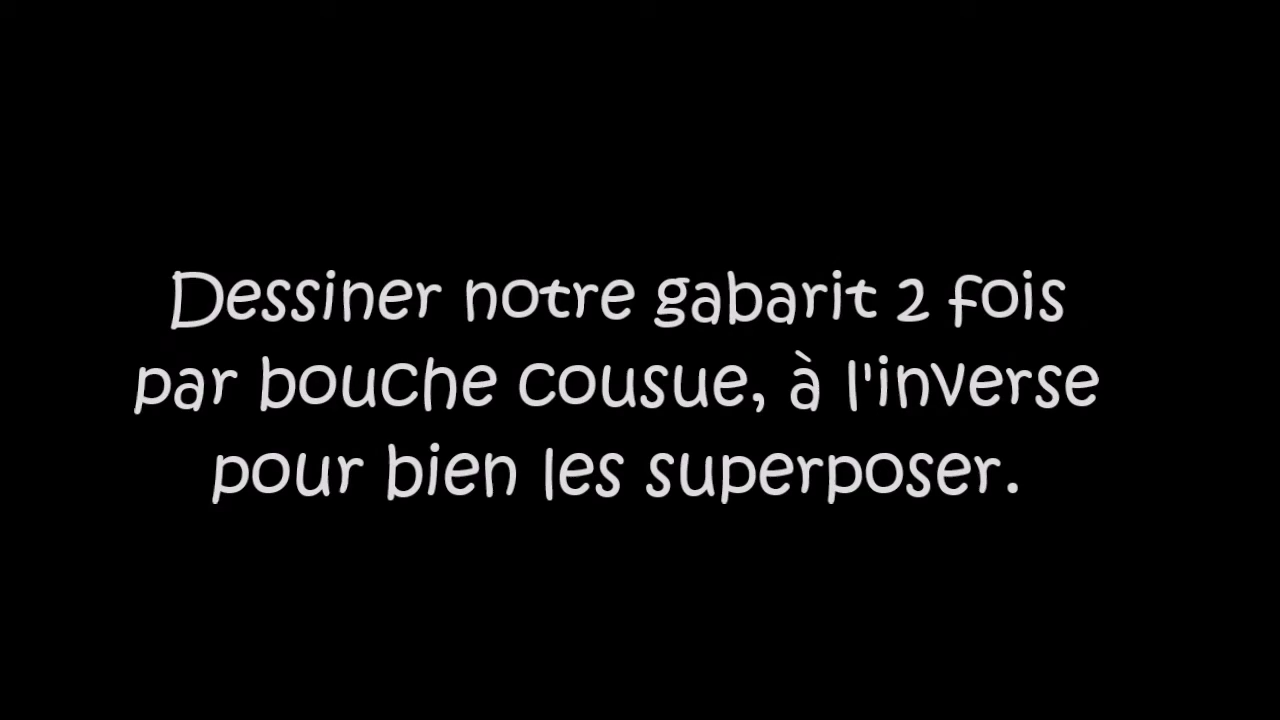 Dessiner notre gabarit 2 fois
par bouche cousue, à l'inverse
pour bien les superposer.